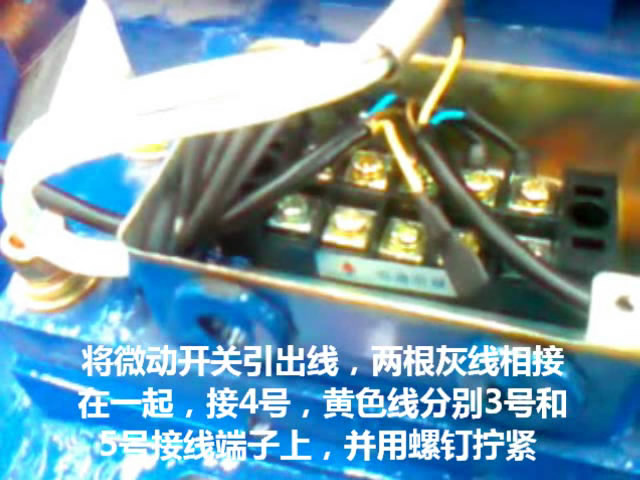 将微动开关引出线，两根灰线相接
在一起，接4号，黄色线分别3号和
5号接线端子上，并用螺钉拧紧